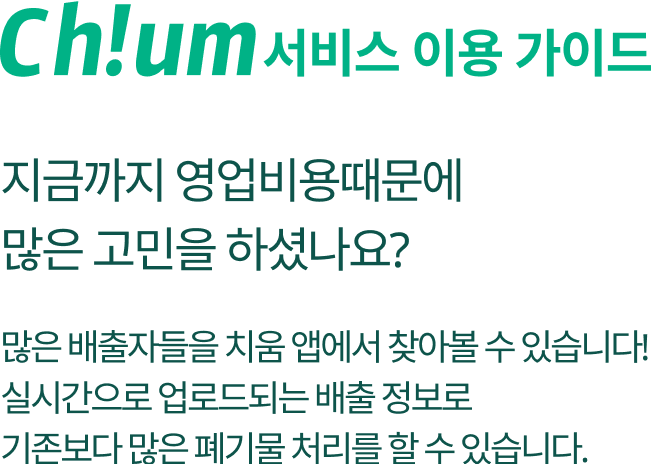 Ch!um 서비스 이용 가이드
지금까지 영업비용때문에
많은 고민을 하셨나요?
많은 배출자들을 치움 앱에서 찾아볼 수 있습니다!
실시간으로 업로드되는 배출 정보로
기존보다 많은 폐기물 처리를 할 수 있습니다.